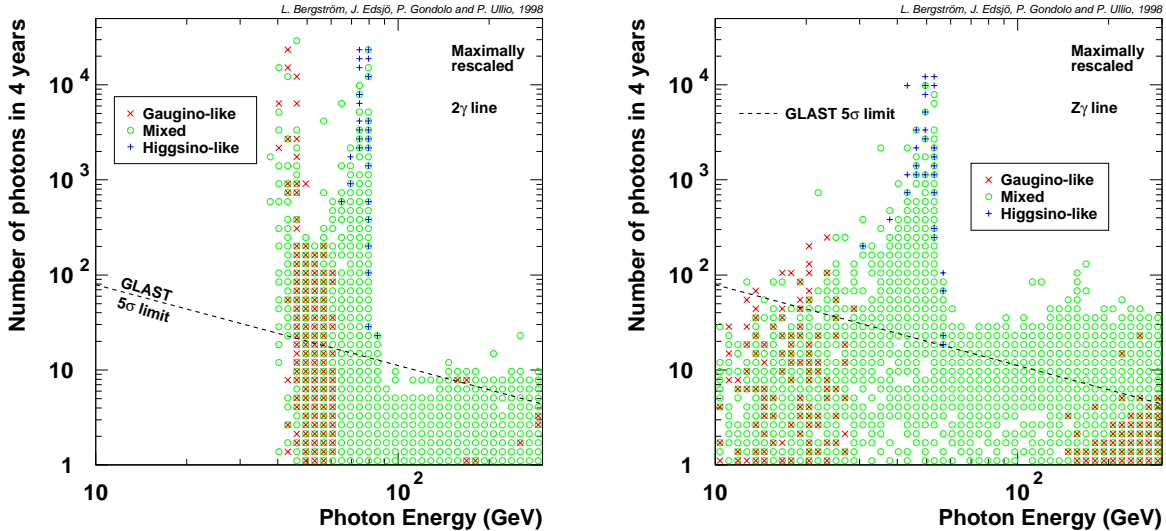 L. Bergström, J. Edsjö, P. Gondolo and P. Ullio, 1998
Number of photons in 4 years
10^4
10^3
10^2
10
1
Maximally
rescaled
2γ line
× Gaugino-like
○ Mixed
+ Higgsino-like
GLAST
5σ limit
10
10^2
Photon Energy (GeV)
L. Bergström, J. Edsjö, P. Gondolo and P. Ullio, 1998
Number of photons in 4 years
10^4
10^3
10^2
10
1
Maximally
rescaled
Zγ line
GLAST 5σ limit
× Gaugino-like
○ Mixed
+ Higgsino-like
10
10^2
Photon Energy (GeV)